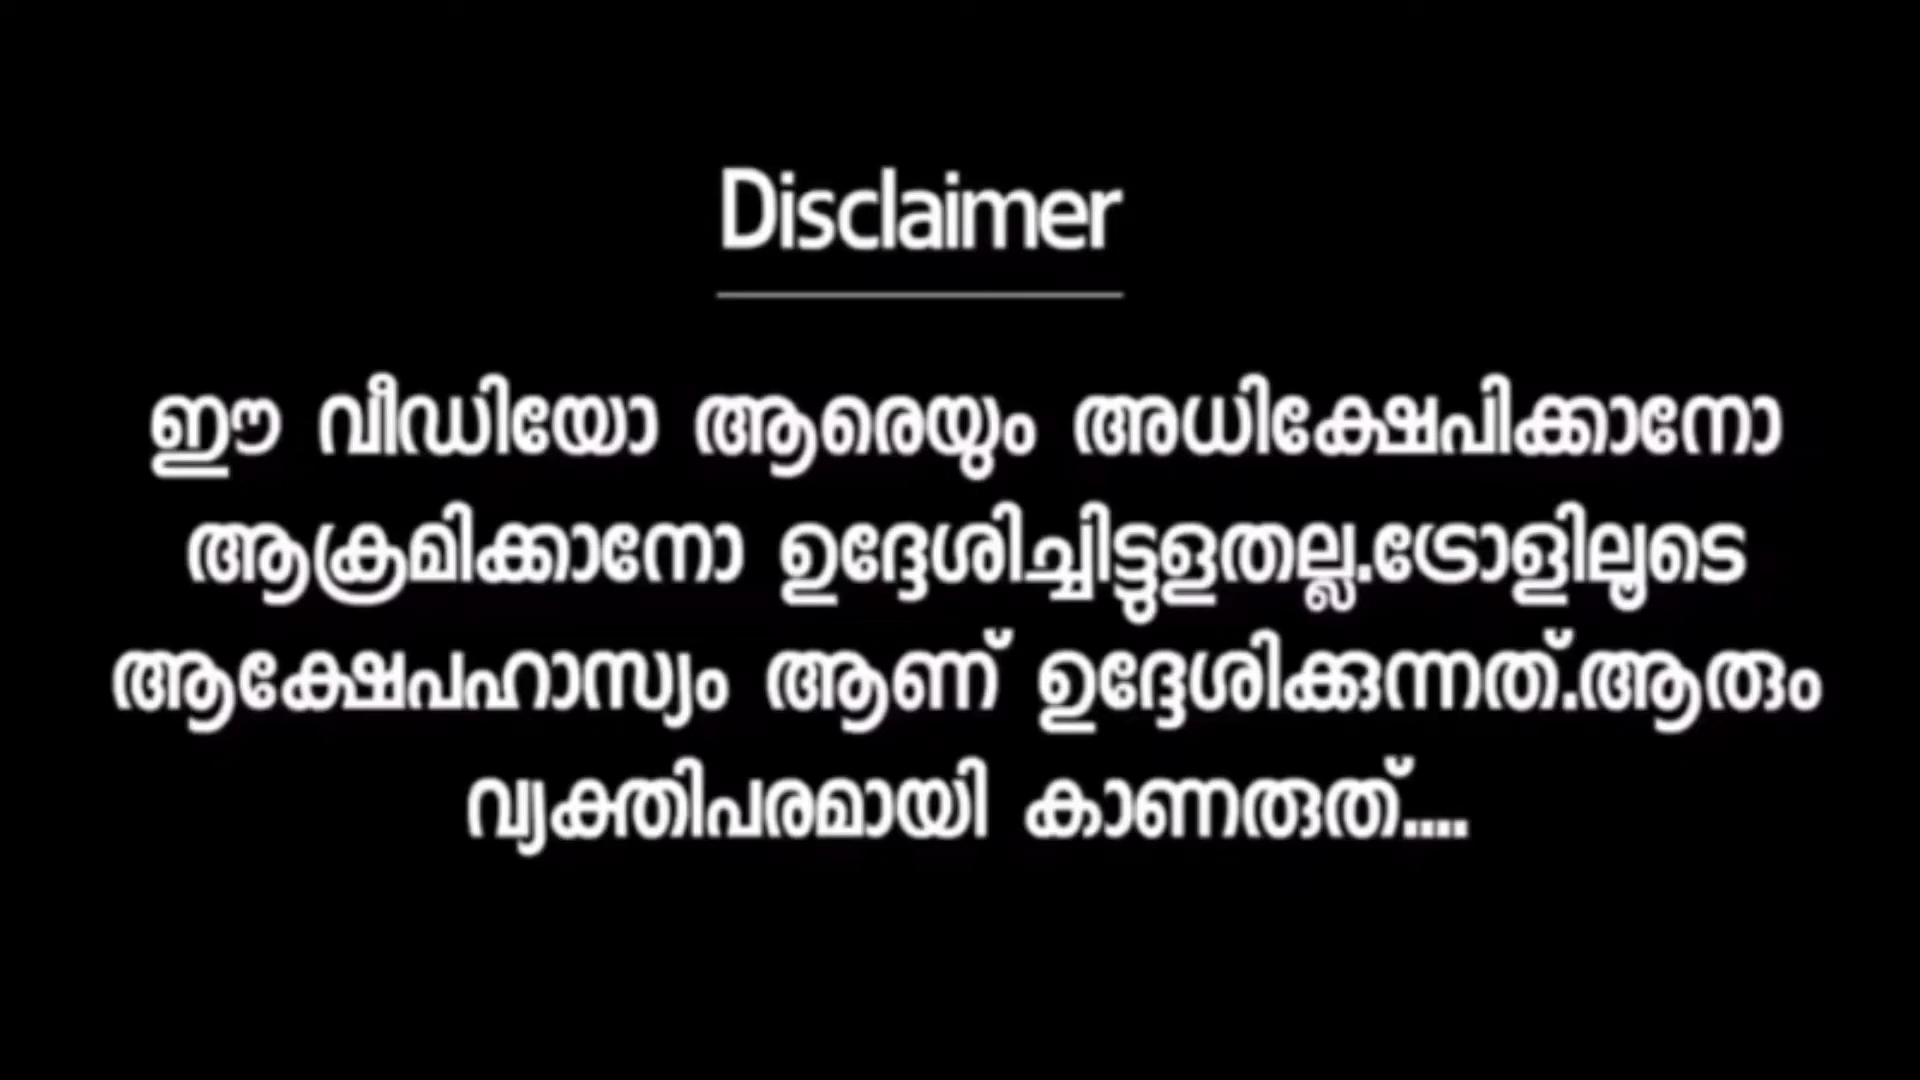 Disclaimer
ഈ വീഡിയോ ആരെയും അധിക്ഷേപിക്കാനോ
ആക്രമിക്കാനോ ഉദ്ദേശിച്ചിട്ടുളതല്ല.ട്രോളിലൂടെ
ആക്ഷേപഹാസ്യം ആണ് ഉദ്ദേശിക്കുന്നത്.ആരും
വ്യക്തിപരമായി കാണരുത്....